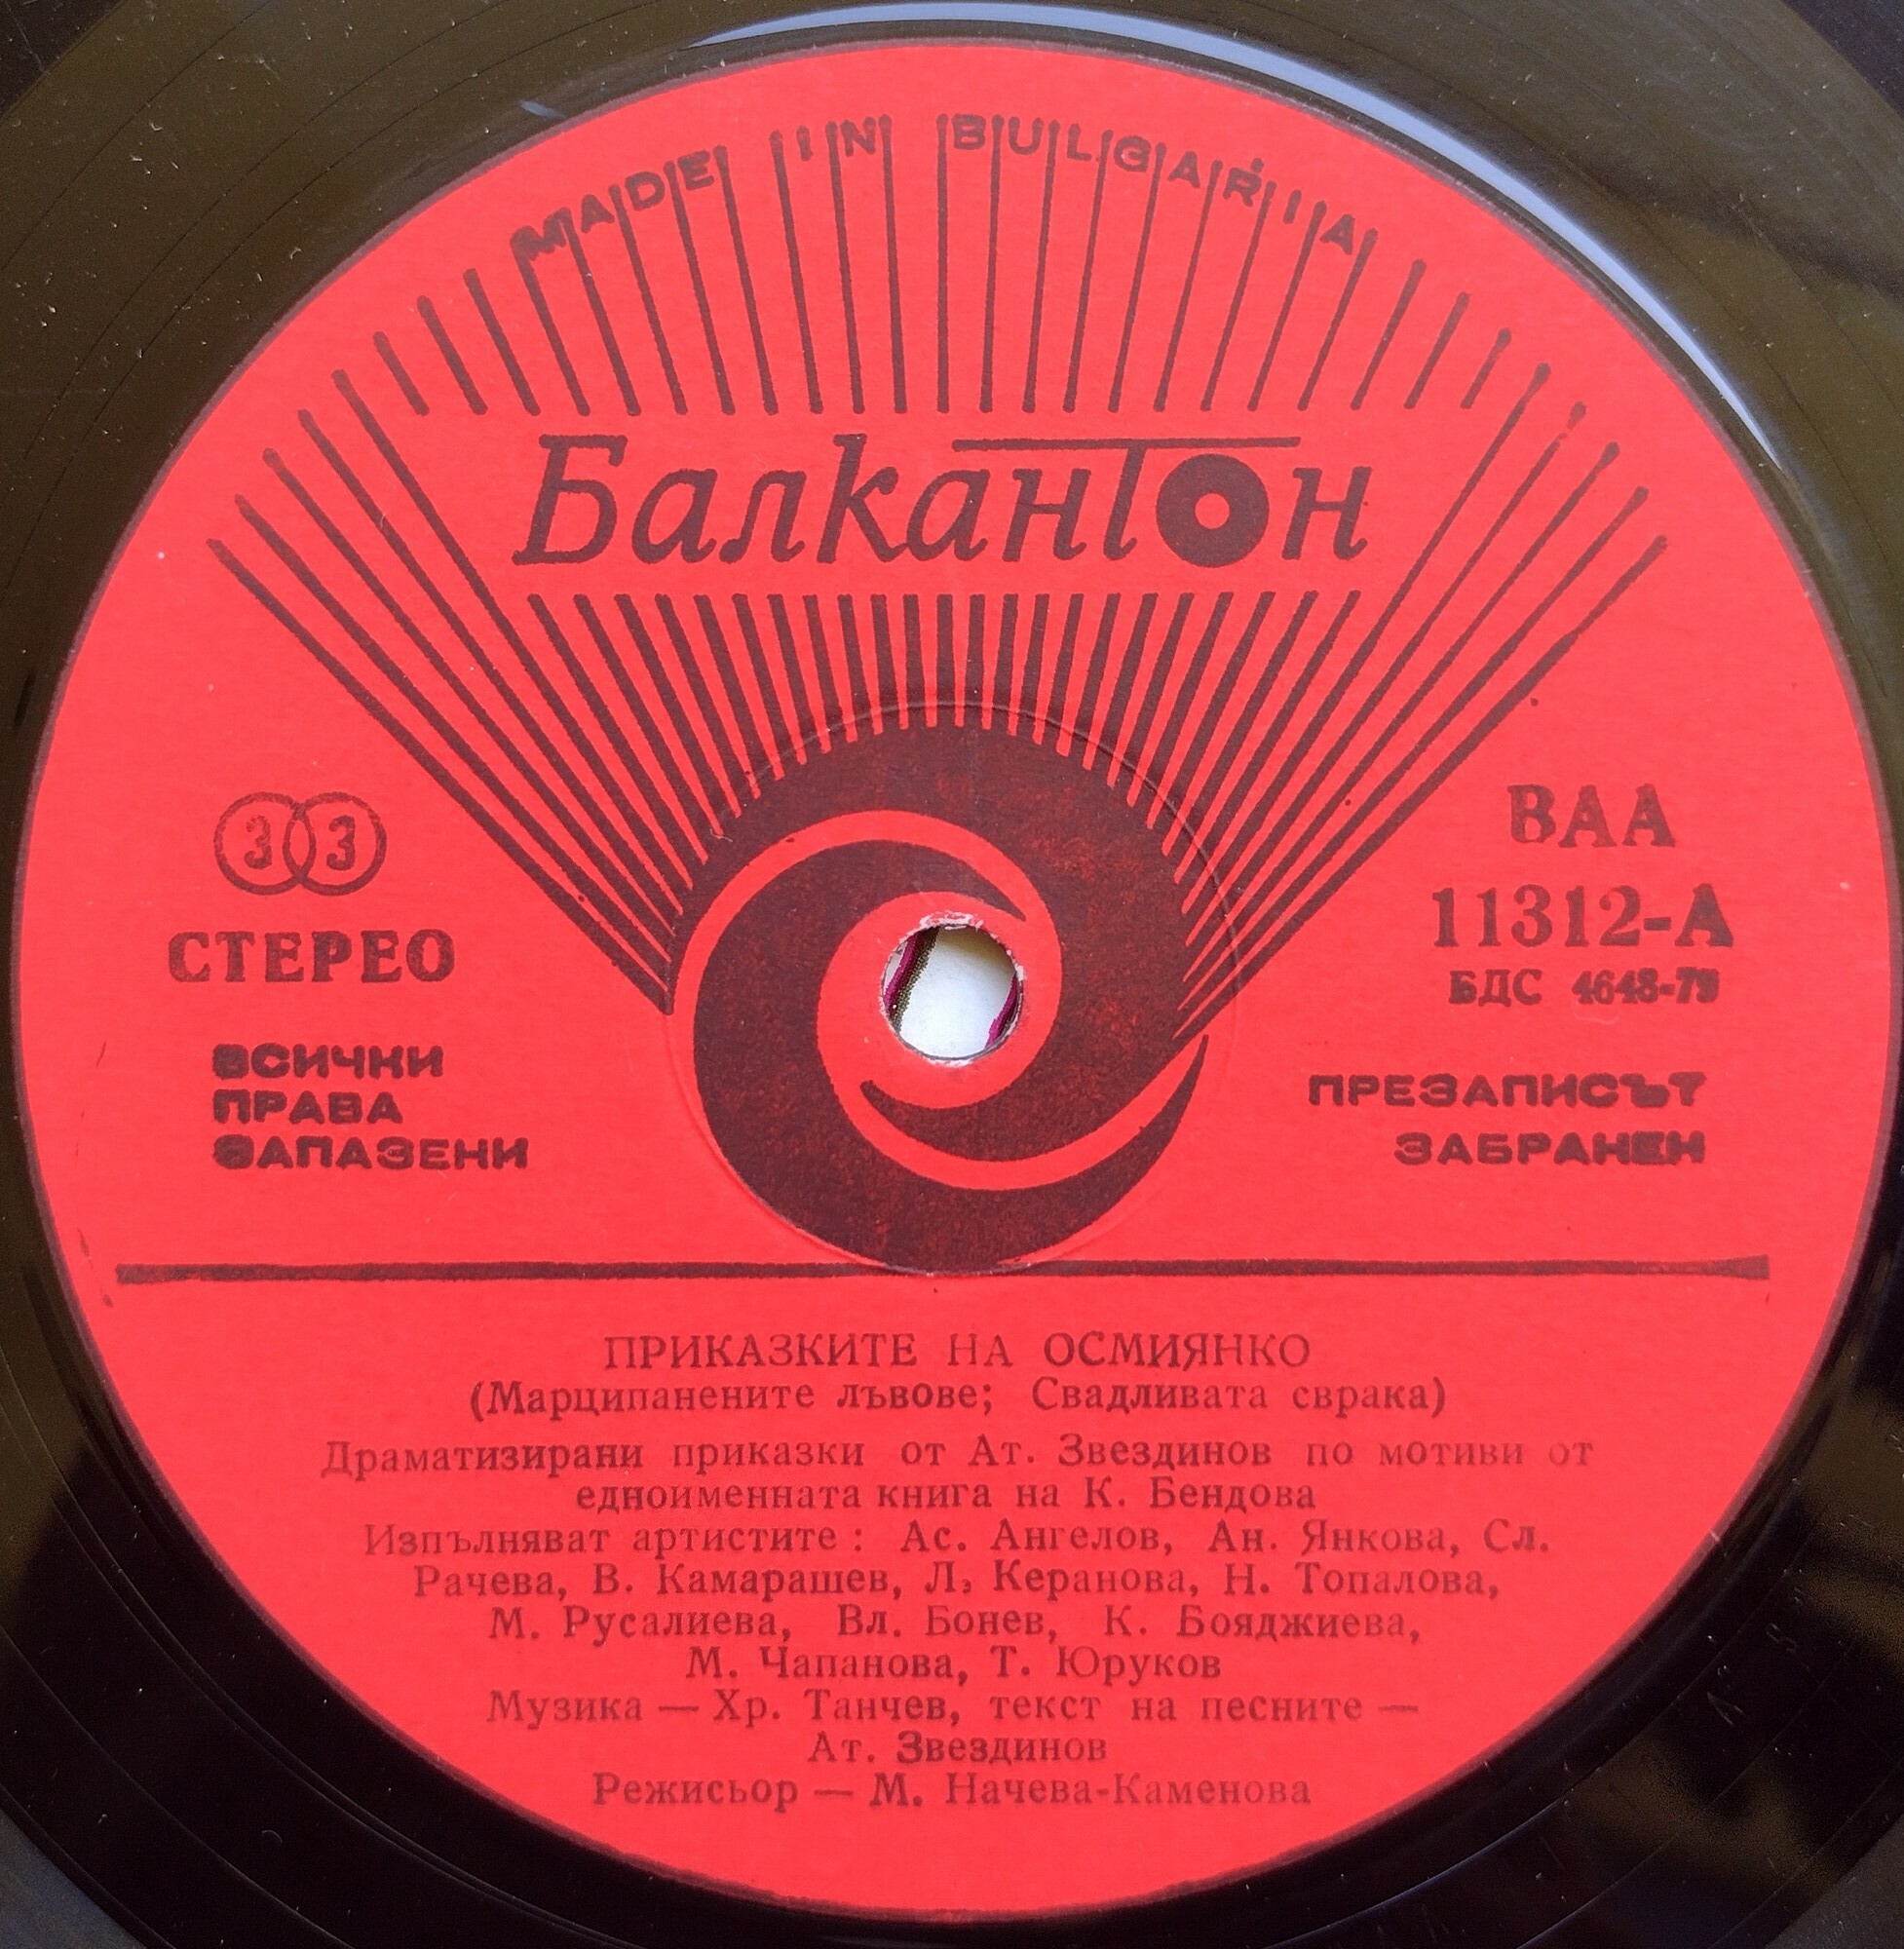 MADE IN BULGARIA
Балкантон
33
СТЕРЕО
ВСИЧКИ
ПРАВА
ЗАПАЗЕНИ
ВАА
11312-А
БДС 4648-79
ПРЕЗАПИСЪТ
ЗАБРАНЕН
ПРИКАЗКИТЕ НА ОСМИЯНКО
(Марципанените лъвове; Свадливата сврака)
Драматизирани приказки от Ат. Звездинов по мотиви от
едноименната книга на К. Бендова
Изпълняват артистите: Ас. Ангелов, Ан. Янкова, Сл.
Рачева, В. Камарашев, Л, Керанова, Н. Топалова,
М. Русалиева, Вл. Бонев, К. Бояджиева,
М. Чапанова, Т. Юруков
Музика — Хр. Танчев, текст на песните —
Ат. Звездинов
Режисьор — М. Начева-Каменова